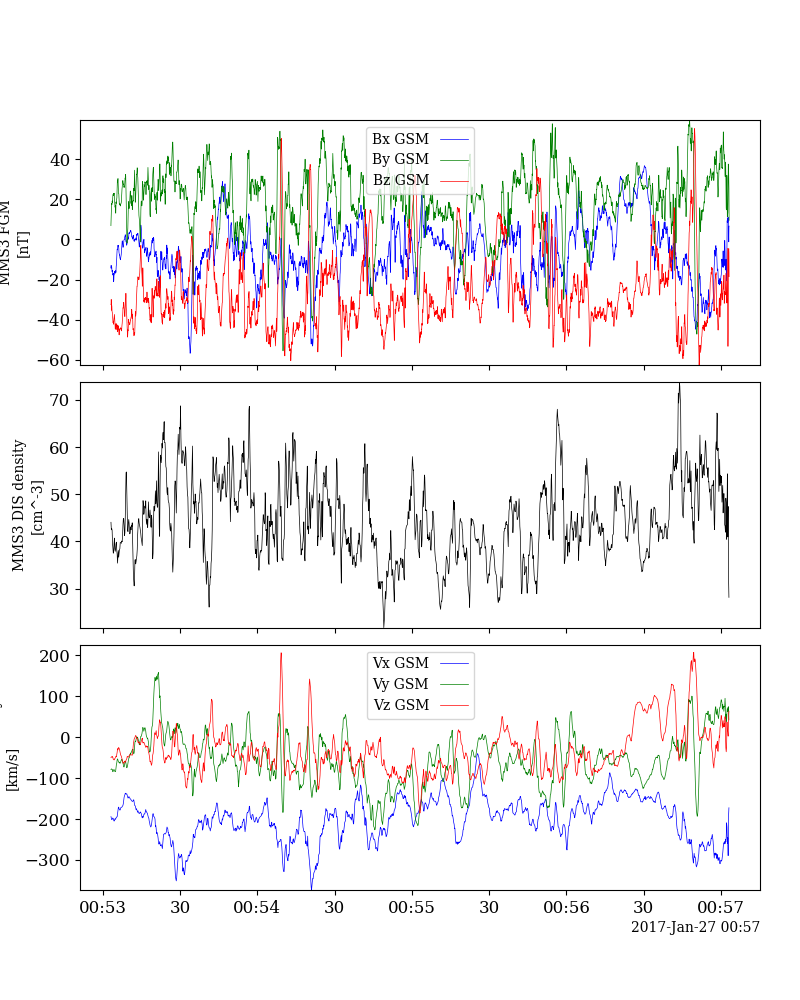 Bx GSM
By GSM
Bz GSM
40
20
0
−20
−40
−60
MMS3 FGM
[nT]
70
60
50
40
30
MMS3 DIS density
[cm^-3]
Vx GSM
Vy GSM
Vz GSM
200
100
0
−100
−200
−300
[km/s]
00:53
30
00:54
30
00:55
30
00:56
30
00:57
2017-Jan-27 00:57